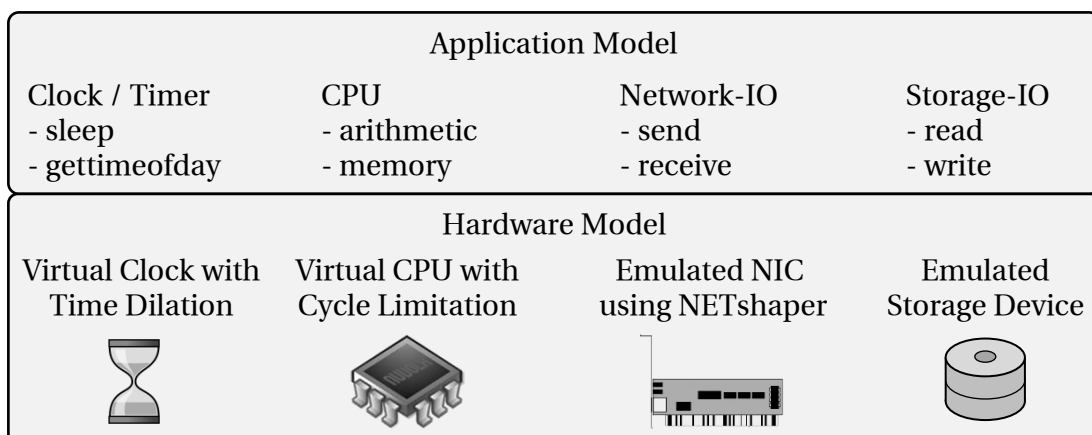 Application Model
Clock / Timer
- sleep
- gettimeofday
CPU
- arithmetic
- memory
Network-IO
- send
- receive
Storage-IO
- read
- write
Hardware Model
Virtual Clock with
Time Dilation
Virtual CPU with
Cycle Limitation
Emulated NIC
using NETshaper
Emulated
Storage Device